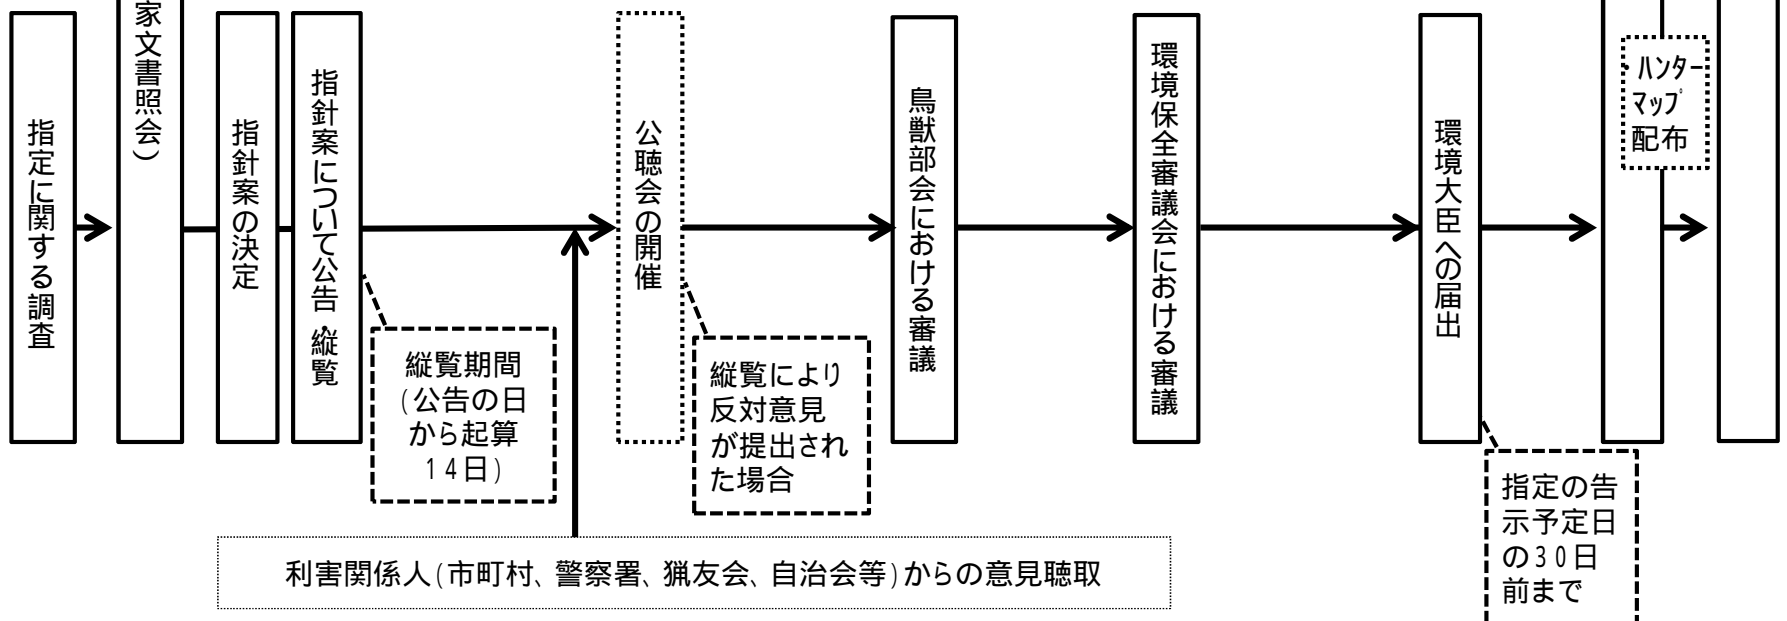 指定に関する調査
家文書照会)
指針案の決定
指針案について公告・縦覧
縦覧期間
(公告の日
から起算
14日)
公聴会の開催
縦覧により
反対意見
が提出され
た場合
鳥獣部会における審議
環境保全審議会における審議
環境大臣への届出
指定の告
示予定日
の30日
前まで
・ハンター
マップ
配布
利害関係人(市町村、警察署、猟友会、自治会等)からの意見聴取